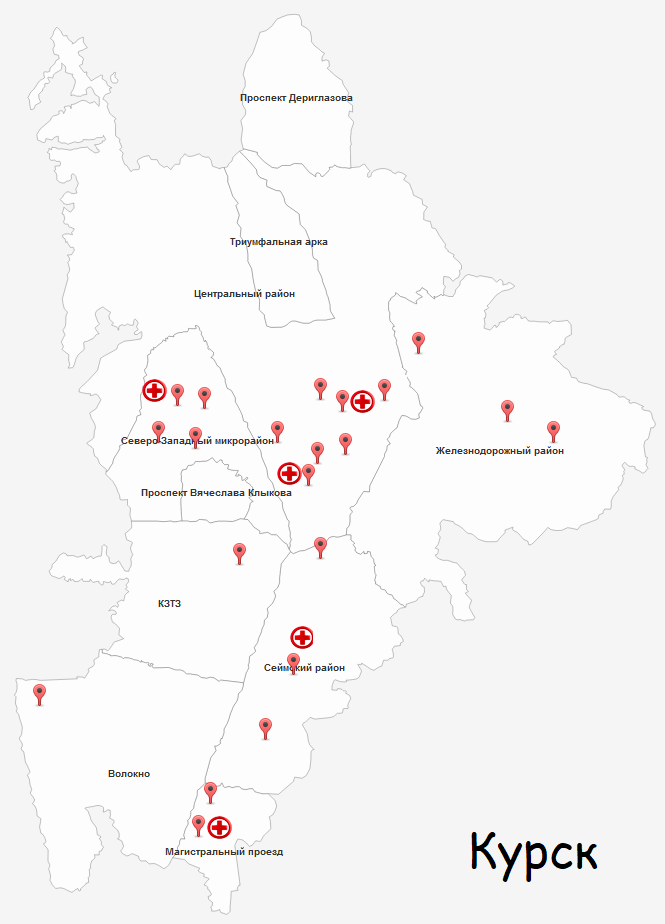 Проспект Дериглазова
Триумфальная арка
Центральный район
Северо-Западный микрорайон
Железнодорожный район
Проспект Вячеслава Клыкова
КЗТЗ
Сеймский район
Волокно
Магистральный проезд
Курск